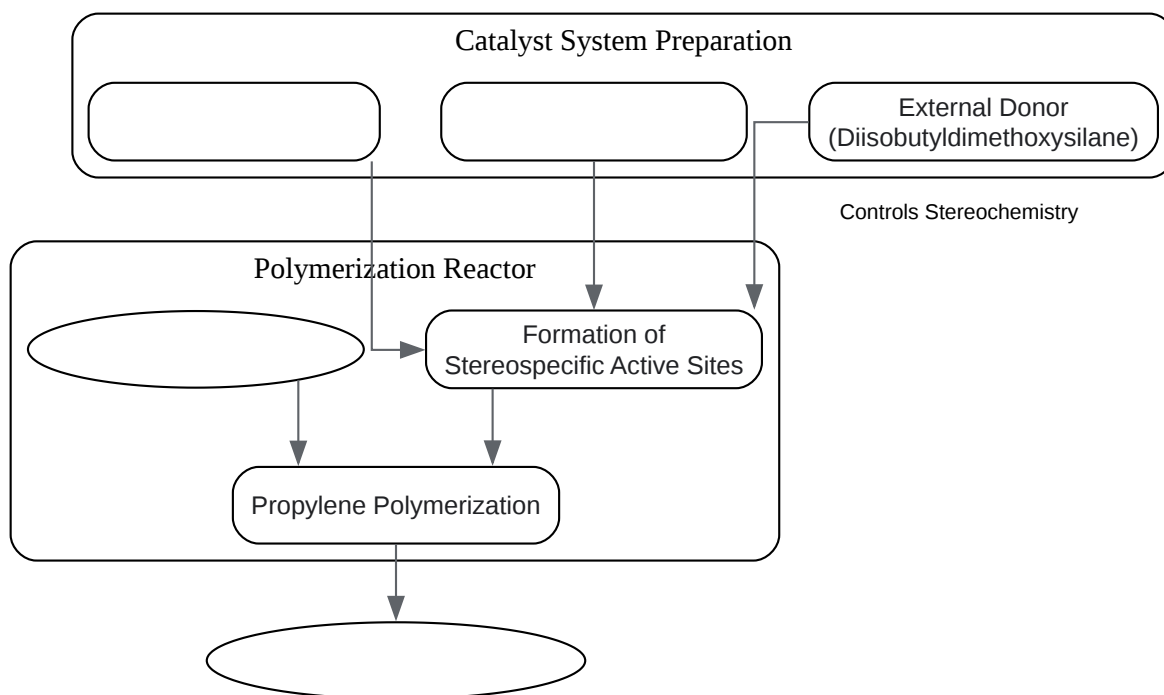 Catalyst System Preparation
External Donor
(Diisobutyldimethoxysilane)
Controls Stereochemistry
Polymerization Reactor
Formation of
Stereospecific Active Sites
Propylene Polymerization